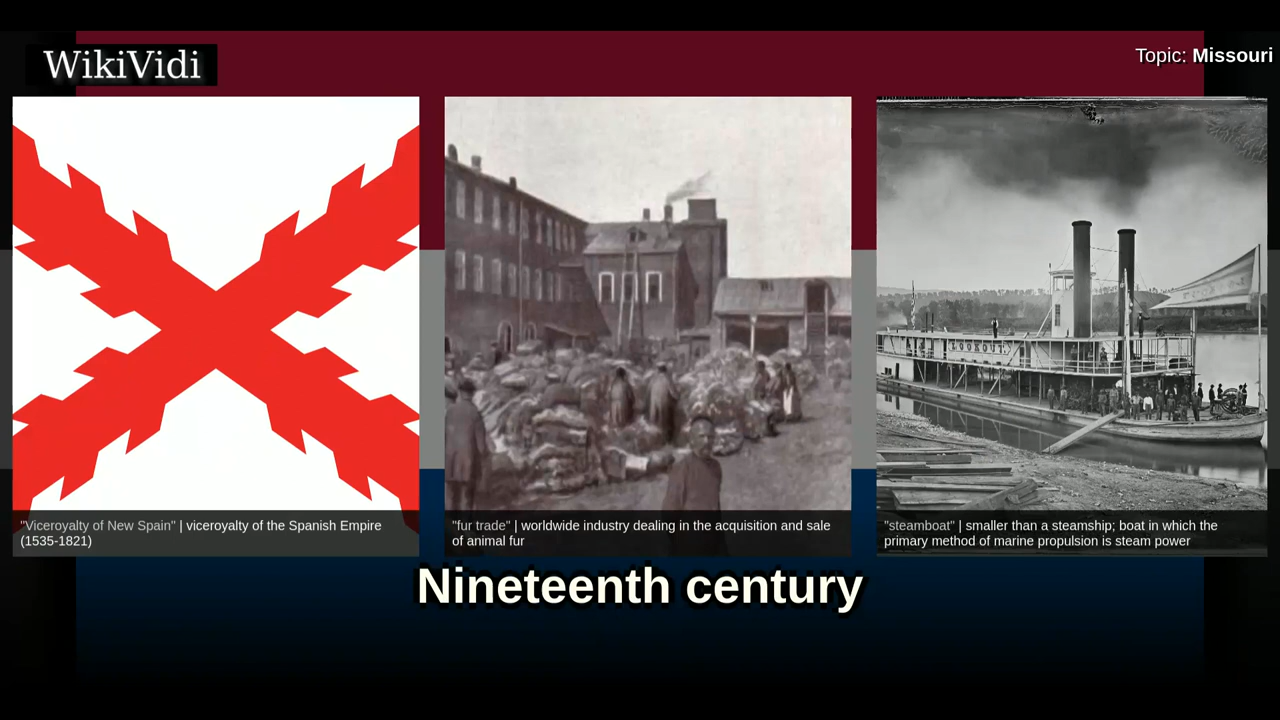 WikiVidi
Topic: Missouri
"Viceroyalty of New Spain" | viceroyalty of the Spanish Empire
(1535-1821)
"fur trade" | worldwide industry dealing in the acquisition and sale
of animal fur
"steamboat" | smaller than a steamship; boat in which the
primary method of marine propulsion is steam power
Nineteenth century